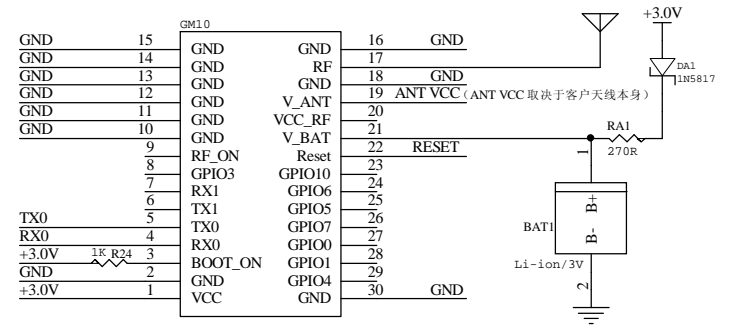 GM10
+3.0V
GND 15 GND GND 16 GND
GND 14 GND RF 17
GND 13 GND GND 18 GND
GND 12 GND V_ANT 19 ANT VCC（ANT VCC 取决于客户天线本身）
GND 11 GND VCC_RF 20
GND 10 GND V_BAT 21
9 RF_ON Reset 22 RESET
8 GPIO3 GPIO10 23
7 RX1 GPIO6 24
6 TX1 GPIO5 25
TX0 5 TX0 GPIO7 26
RX0 4 RX0 GPIO0 27
+3.0V 1K R24 3 BOOT_ON GPIO1 28
GND 2 GND GPIO4 29
+3.0V 1 VCC GND 30 GND
DA1
1N5817
RA1
270R
1
BAT1
B+
B-
Li-ion/3V
2